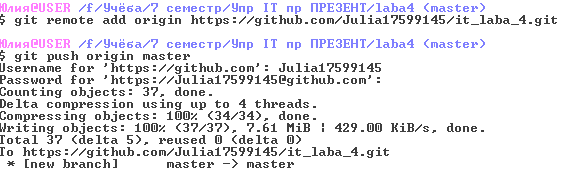 Юлия@USER /f/Учёба/7 семестр/Упр IT пр ПРЕЗЕНТ/laba4 (master)
$ git remote add origin https://github.com/Julia17599145/it_laba_4.git
Юлия@USER /f/Учёба/7 семестр/Упр IT пр ПРЕЗЕНТ/laba4 (master)
$ git push origin master
Username for 'https://github.com': Julia17599145
Password for 'https://Julia17599145@github.com':
Counting objects: 37, done.
Delta compression using up to 4 threads.
Compressing objects: 100% (34/34), done.
Writing objects: 100% (37/37), 7.61 MiB | 429.00 KiB/s, done.
Total 37 (delta 5), reused 0 (delta 0)
To https://github.com/Julia17599145/it_laba_4.git
 * [new branch]      master -> master